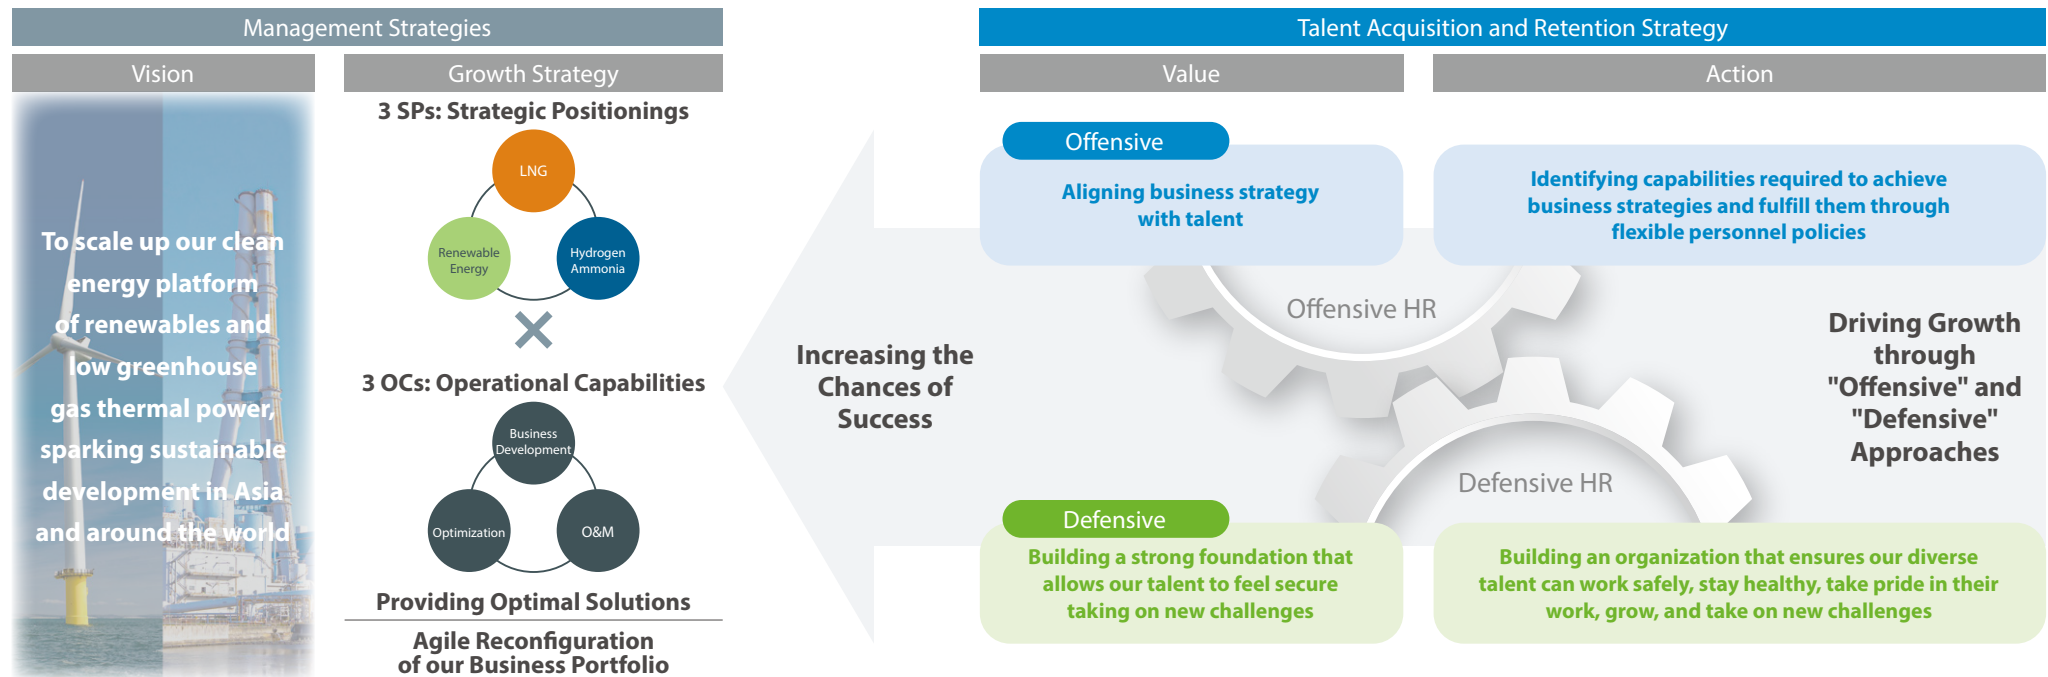 Management Strategies
Vision
To scale up our clean
energy platform
of renewables and
low greenhouse
gas thermal power,
sparking sustainable
development in Asia
and around the world
Growth Strategy
3 SPs: Strategic Positionings
LNG
Renewable
Energy
Hydrogen
Ammonia
×
3 OCs: Operational Capabilities
Business
Development
Optimization
O&M
Providing Optimal Solutions
Agile Reconfiguration
of our Business Portfolio
Increasing the
Chances of
Success
Talent Acquisition and Retention Strategy
Value
Action
Offensive
Aligning business strategy
with talent
Identifying capabilities required to achieve
business strategies and fulfill them through
flexible personnel policies
Offensive HR
Defensive HR
Driving Growth
through
"Offensive" and
"Defensive"
Approaches
Defensive
Building a strong foundation that
allows our talent to feel secure
taking on new challenges
Building an organization that ensures our diverse
talent can work safely, stay healthy, take pride in their
work, grow, and take on new challenges